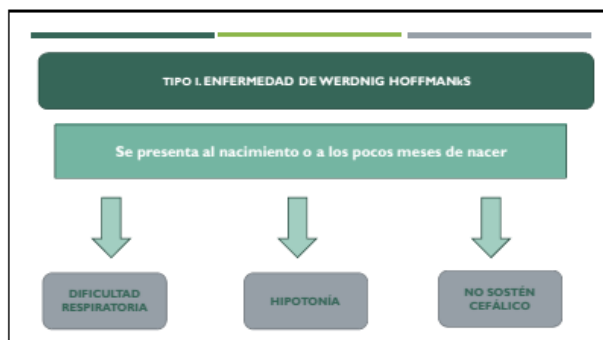 TIPO I. ENFERMEDAD DE WERDNIG HOFFMANkS
Se presenta al nacimiento o a los pocos meses de nacer
DIFICULTAD
RESPIRATORIA
HIPOTONÍA
NO SOSTÉN
CEFÁLICO